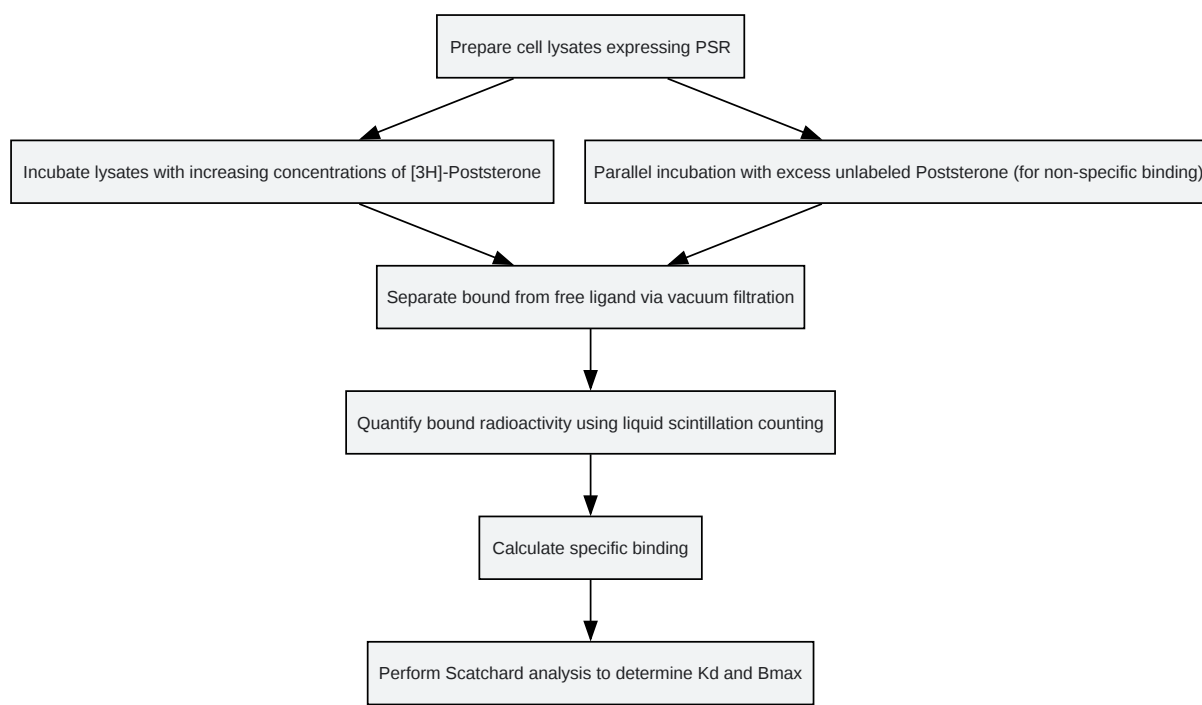 Prepare cell lysates expressing PSR
Incubate lysates with increasing concentrations of [3H]-Poststerone
Parallel incubation with excess unlabeled Poststerone (for non-specific binding)
Separate bound from free ligand via vacuum filtration
Quantify bound radioactivity using liquid scintillation counting
Calculate specific binding
Perform Scatchard analysis to determine Kd and Bmax